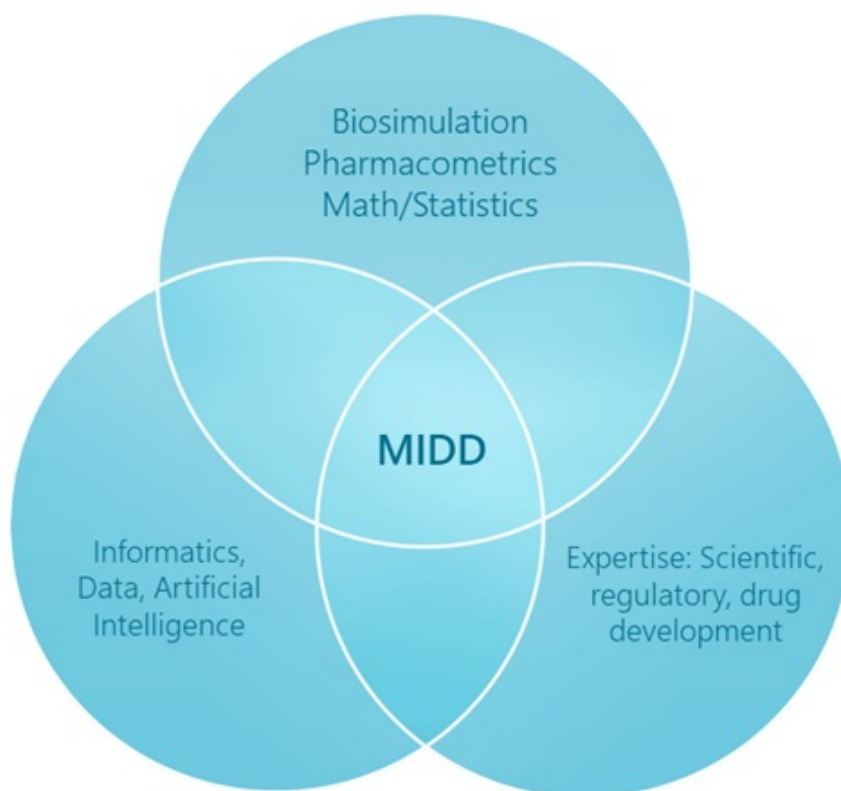 Biosimulation
Pharmacometrics
Math/Statistics
MIDD
Informatics,
Data, Artificial
Intelligence
Expertise: Scientific,
regulatory, drug
development